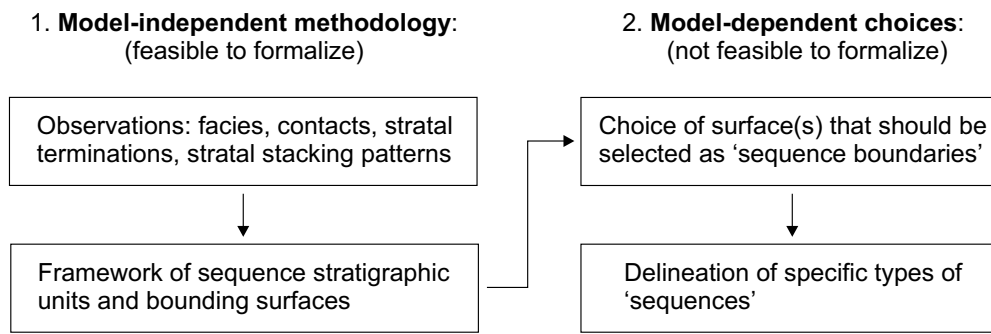 1. Model-independent methodology:
(feasible to formalize)
Observations: facies, contacts, stratal
terminations, stratal stacking patterns
Framework of sequence stratigraphic
units and bounding surfaces
2. Model-dependent choices:
(not feasible to formalize)
Choice of surface(s) that should be
selected as ‘sequence boundaries’
Delineation of specific types of
‘sequences’